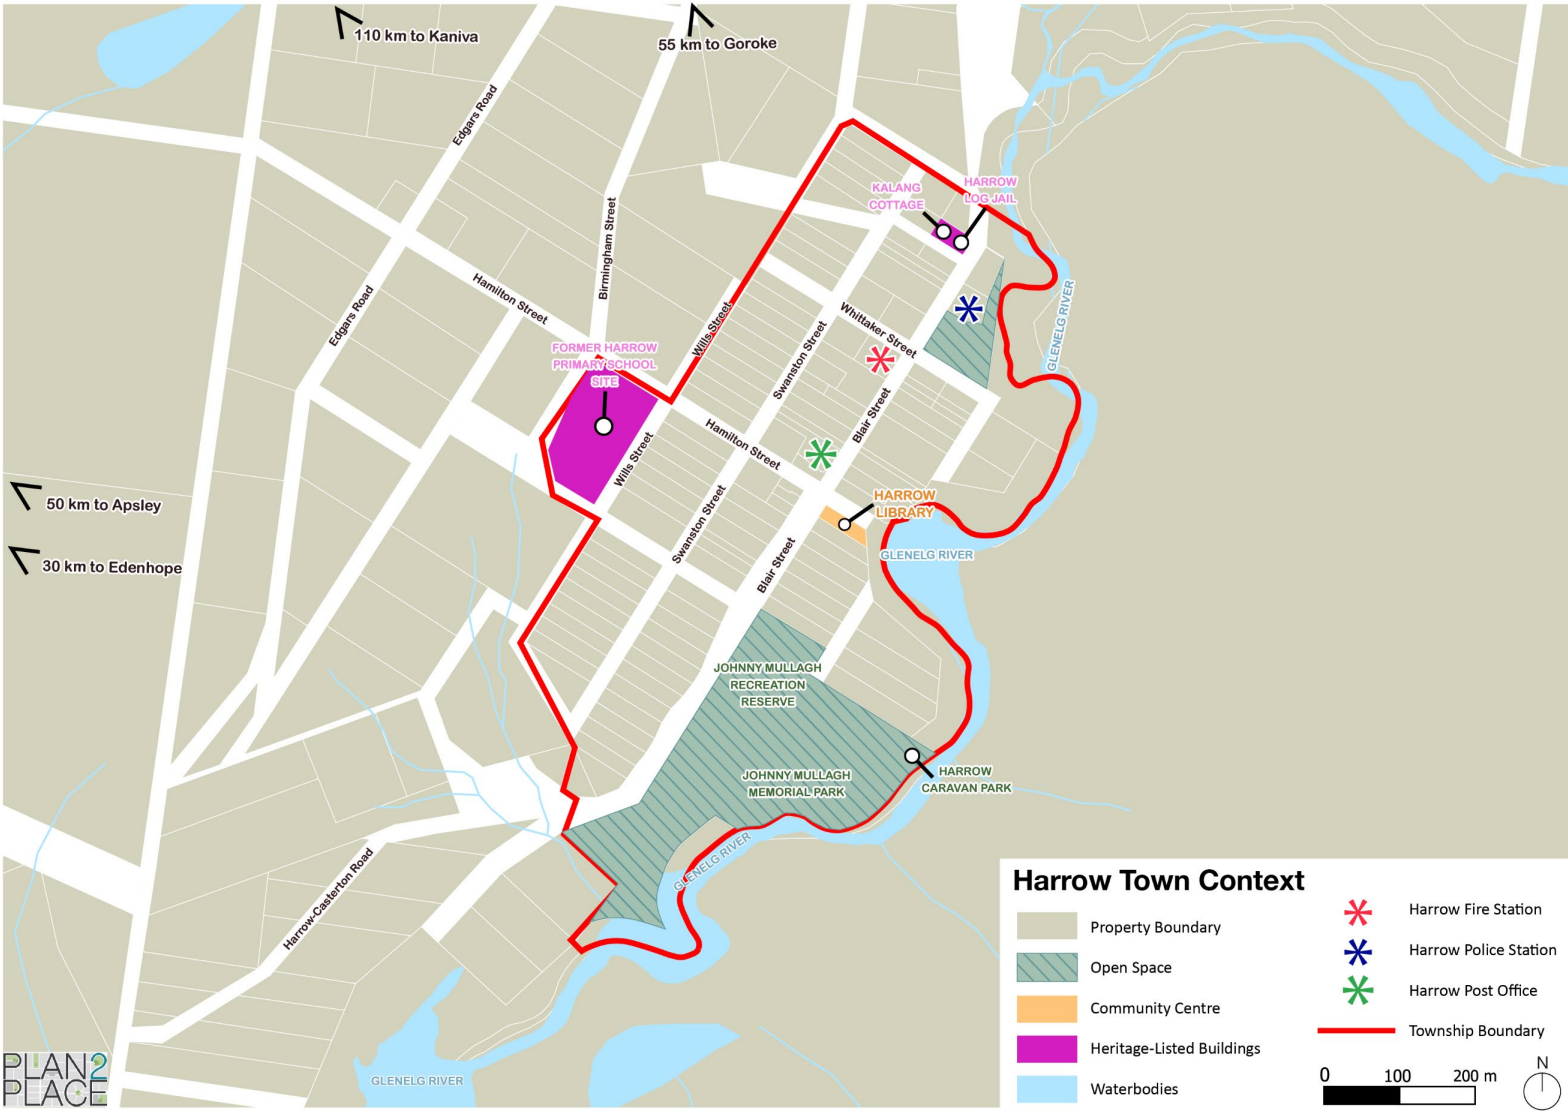 110 km to Kaniva
55 km to Goroke
Edgars Road
KALANG
COTTAGE
HARROW
LOG JAIL
Birmingham Street
Hamilton Street
Edgars Road
Wills Street
Whittaker Street
GLENELG RIVER
FORMER HARROW
PRIMARY SCHOOL
SITE
Swanston Street
Blair Street
Hamilton Street
Wills Street
50 km to Apsley
HARROW
LIBRARY
Swanston Street
GLENELG RIVER
30 km to Edenhope
Blair Street
JOHNNY MULLAGH
RECREATION
RESERVE
JOHNNY MULLAGH
MEMORIAL PARK
HARROW
CARAVAN PARK
GLENELG RIVER
Harrow-Casterton Road
GLENELG RIVER
PLAN2
PLACE
Harrow Town Context
Property Boundary
Open Space
Community Centre
Heritage-Listed Buildings
Waterbodies
Harrow Fire Station
Harrow Police Station
Harrow Post Office
Township Boundary
0 100 200 m
N